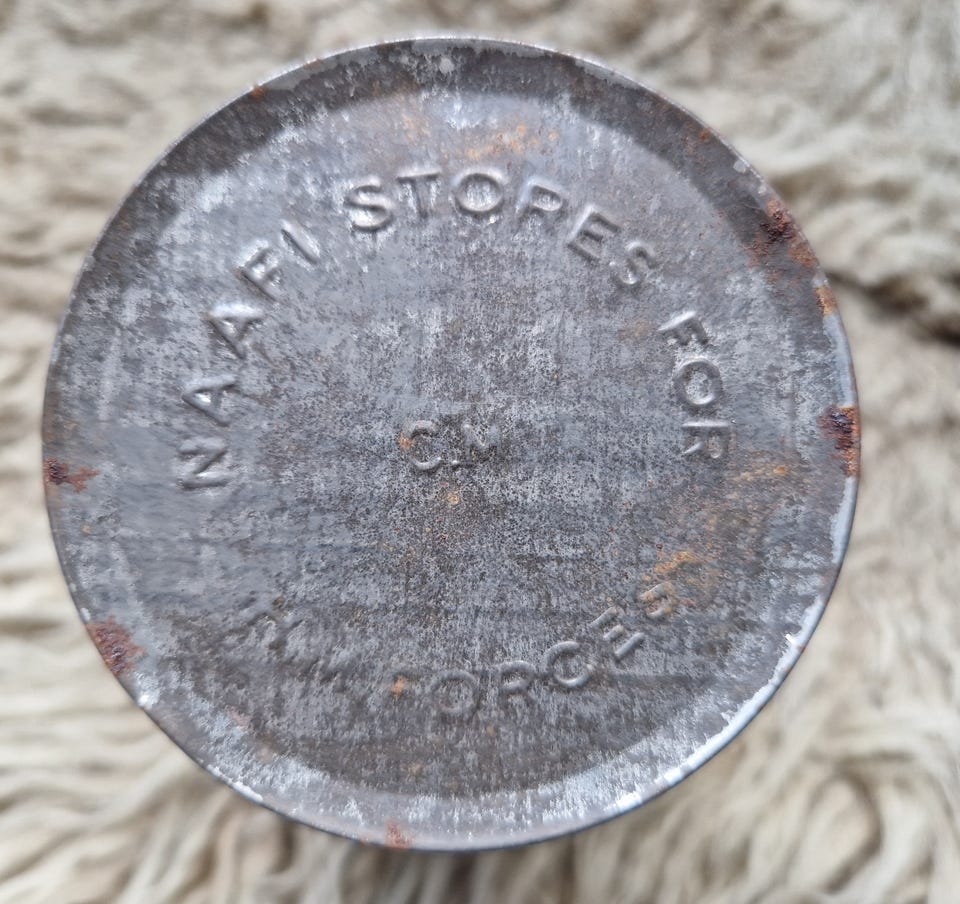 NAAFI STORES FOR
C.M
H.M. FORCES